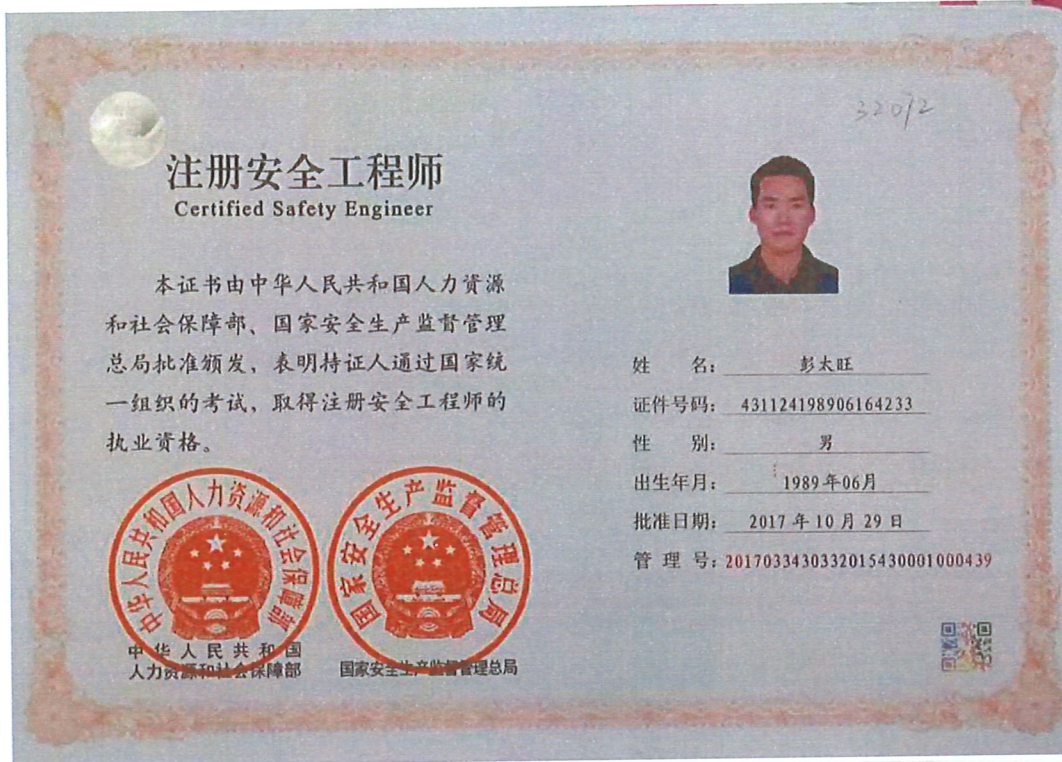 32072
注册安全工程师
Certified Safety Engineer
本证书由中华人民共和国人力资源
和社会保障部、国家安全生产监督管理
总局批准颁发，表明持证人通过国家统
一组织的考试，取得注册安全工程师的
执业资格。
中华人民共和国人力资源和社会保障部
国家安全生产监督管理总局
中华人民共和国
人力资源和社会保障部
国家安全生产监督管理总局
姓 名：彭太旺
证件号码：431124198906164233
性 别：男
出生年月：1989年06月
批准日期：2017年10月29日
管 理 号：2017033430332015430001000439